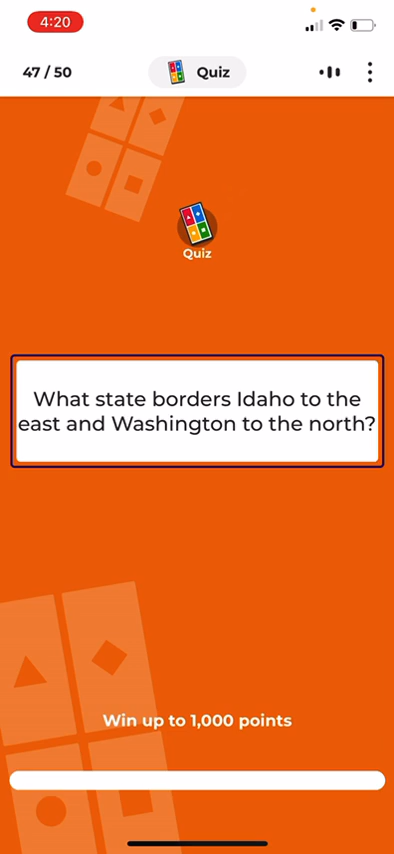 4:20
47 / 50
Quiz
Quiz
What state borders Idaho to the
east and Washington to the north?
Win up to 1,000 points